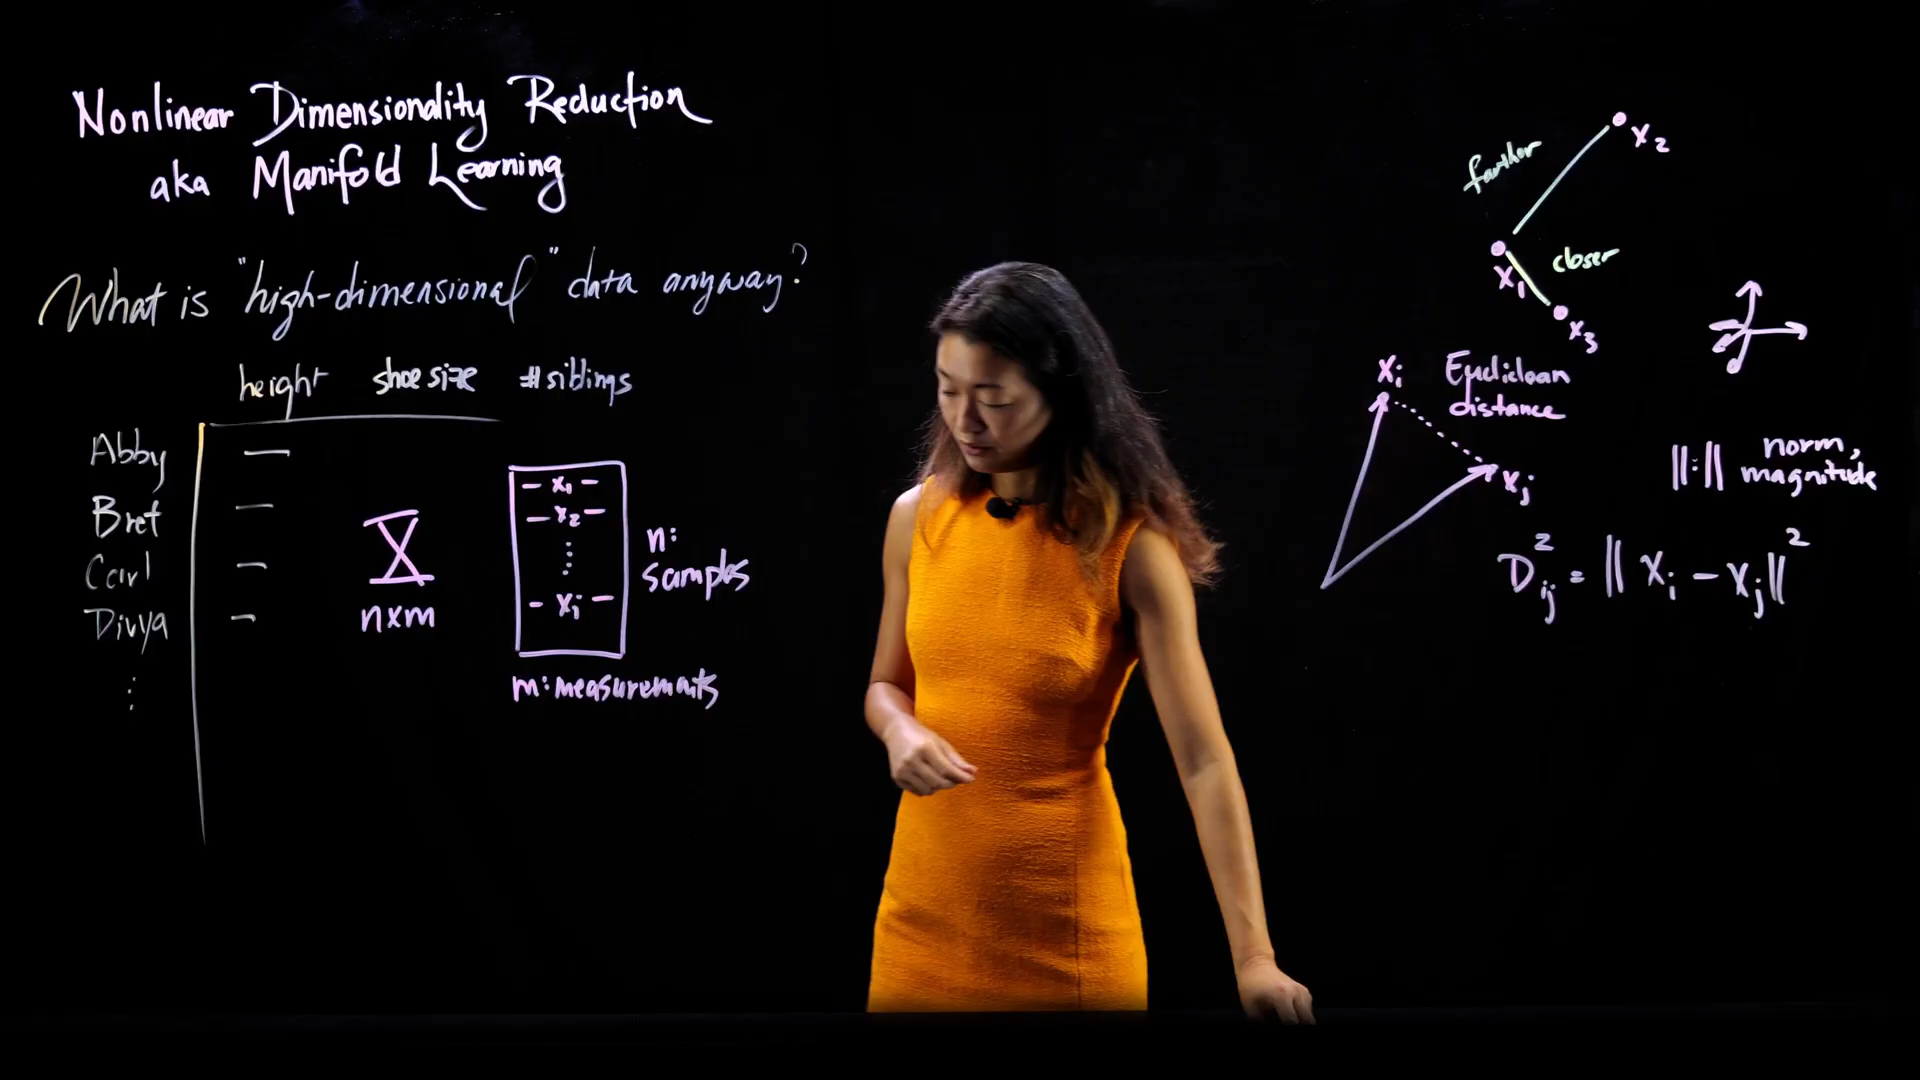 Nonlinear Dimensionality Reduction
aka Manifold Learning
What is "high-dimensional" data anyway?
height shoe size # siblings
Abby
Bret
Carl
Divya
⋮
X
n×m
- x₁ -
- x₂ -
⋮
- xᵢ -
n:
samples
m: measurements
x₂
farther
x₁
closer
x₃
xᵢ
Euclidean
distance
xⱼ
||·|| norm,
magnitude
D²ᵢⱼ = || xᵢ - xⱼ ||²